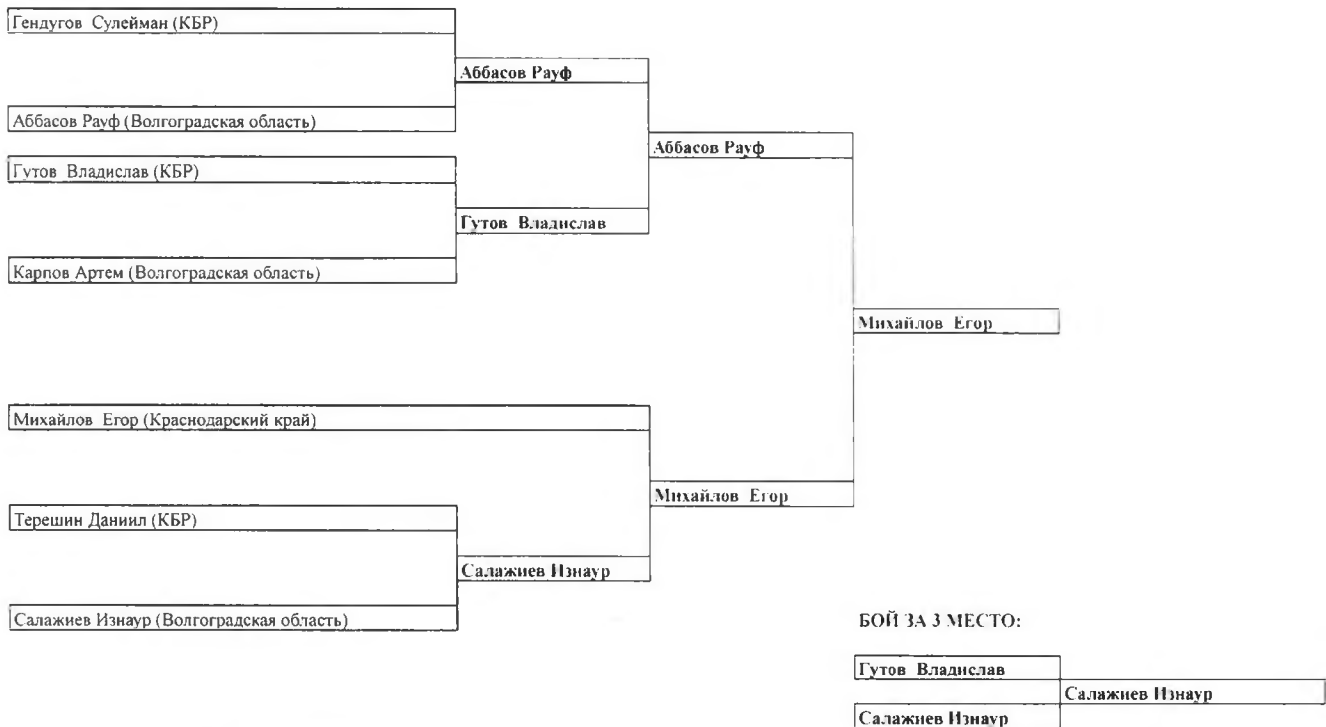 Гендугов Сулейман (КБР)
Аббасов Рауф
Аббасов Рауф (Волгоградская область)
Аббасов Рауф
Гутов Владислав (КБР)
Гутов Владислав
Карпов Артем (Волгоградская область)
Михайлов Егор
Михайлов Егор (Краснодарский край)
Михайлов Егор
Терешин Даниил (КБР)
Салажиев Изнаур
Салажиев Изнаур (Волгоградская область)
БОЙ ЗА 3 МЕСТО:
Гутов Владислав
Салажиев Изнаур
Салажиев Изнаур